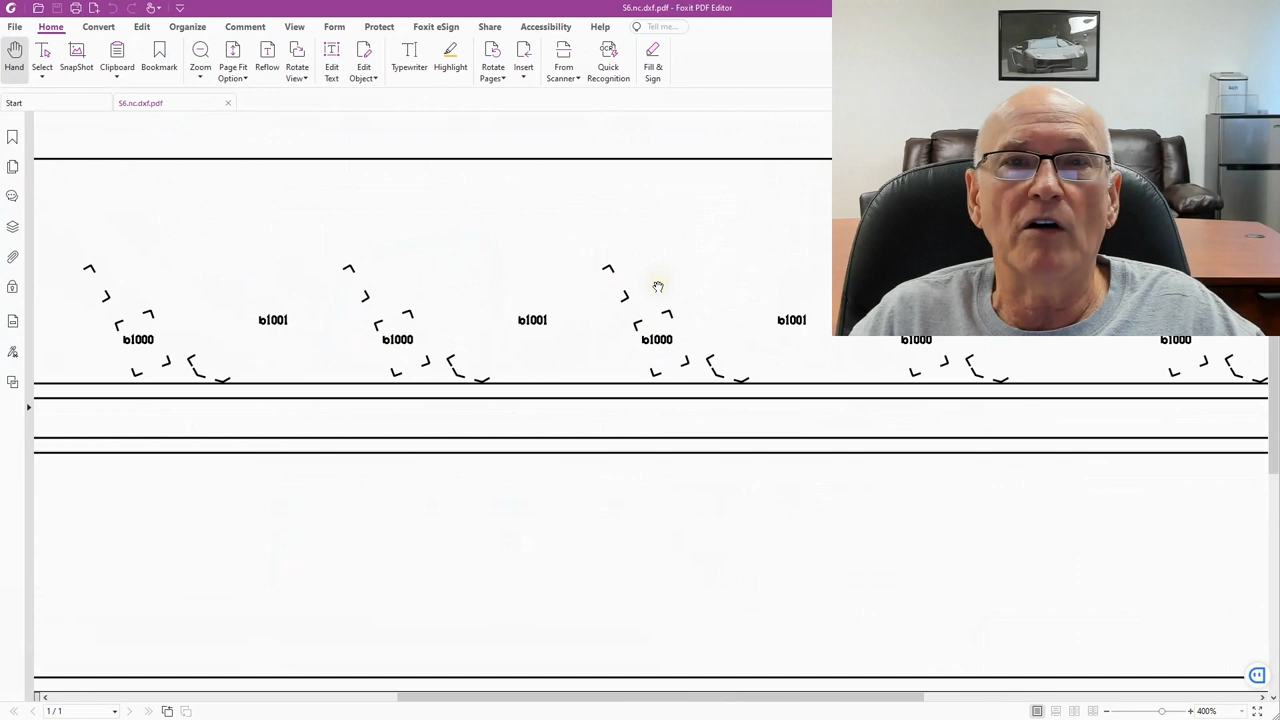 S6.nc.dxf.pdf - Foxit PDF Editor
File Home Convert Edit Organize Comment View Form Protect Foxit eSign Share Accessibility Help Tell me...
Hand Select SnapShot Clipboard Bookmark Zoom Page Fit Option Reflow Rotate View Edit Text Edit Object Typewriter Highlight Rotate Pages Insert From Scanner OCR Quick Recognition Fill & Sign
Start S6.nc.dxf.pdf
b1001 b1001 b1001
b1000 b1000 b1000 b1000 b1000
1 / 1 400%